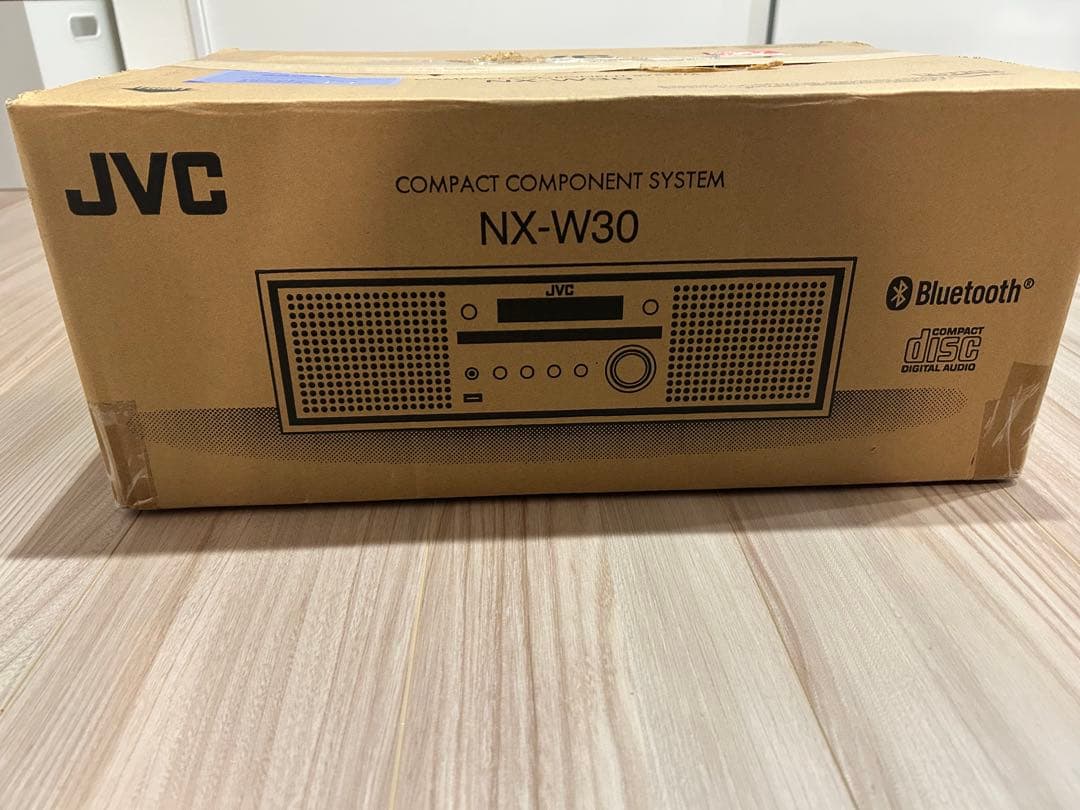 JVC
COMPACT COMPONENT SYSTEM
NX-W30
JVC
Bluetooth®
COMPACT
disc
DIGITAL AUDIO